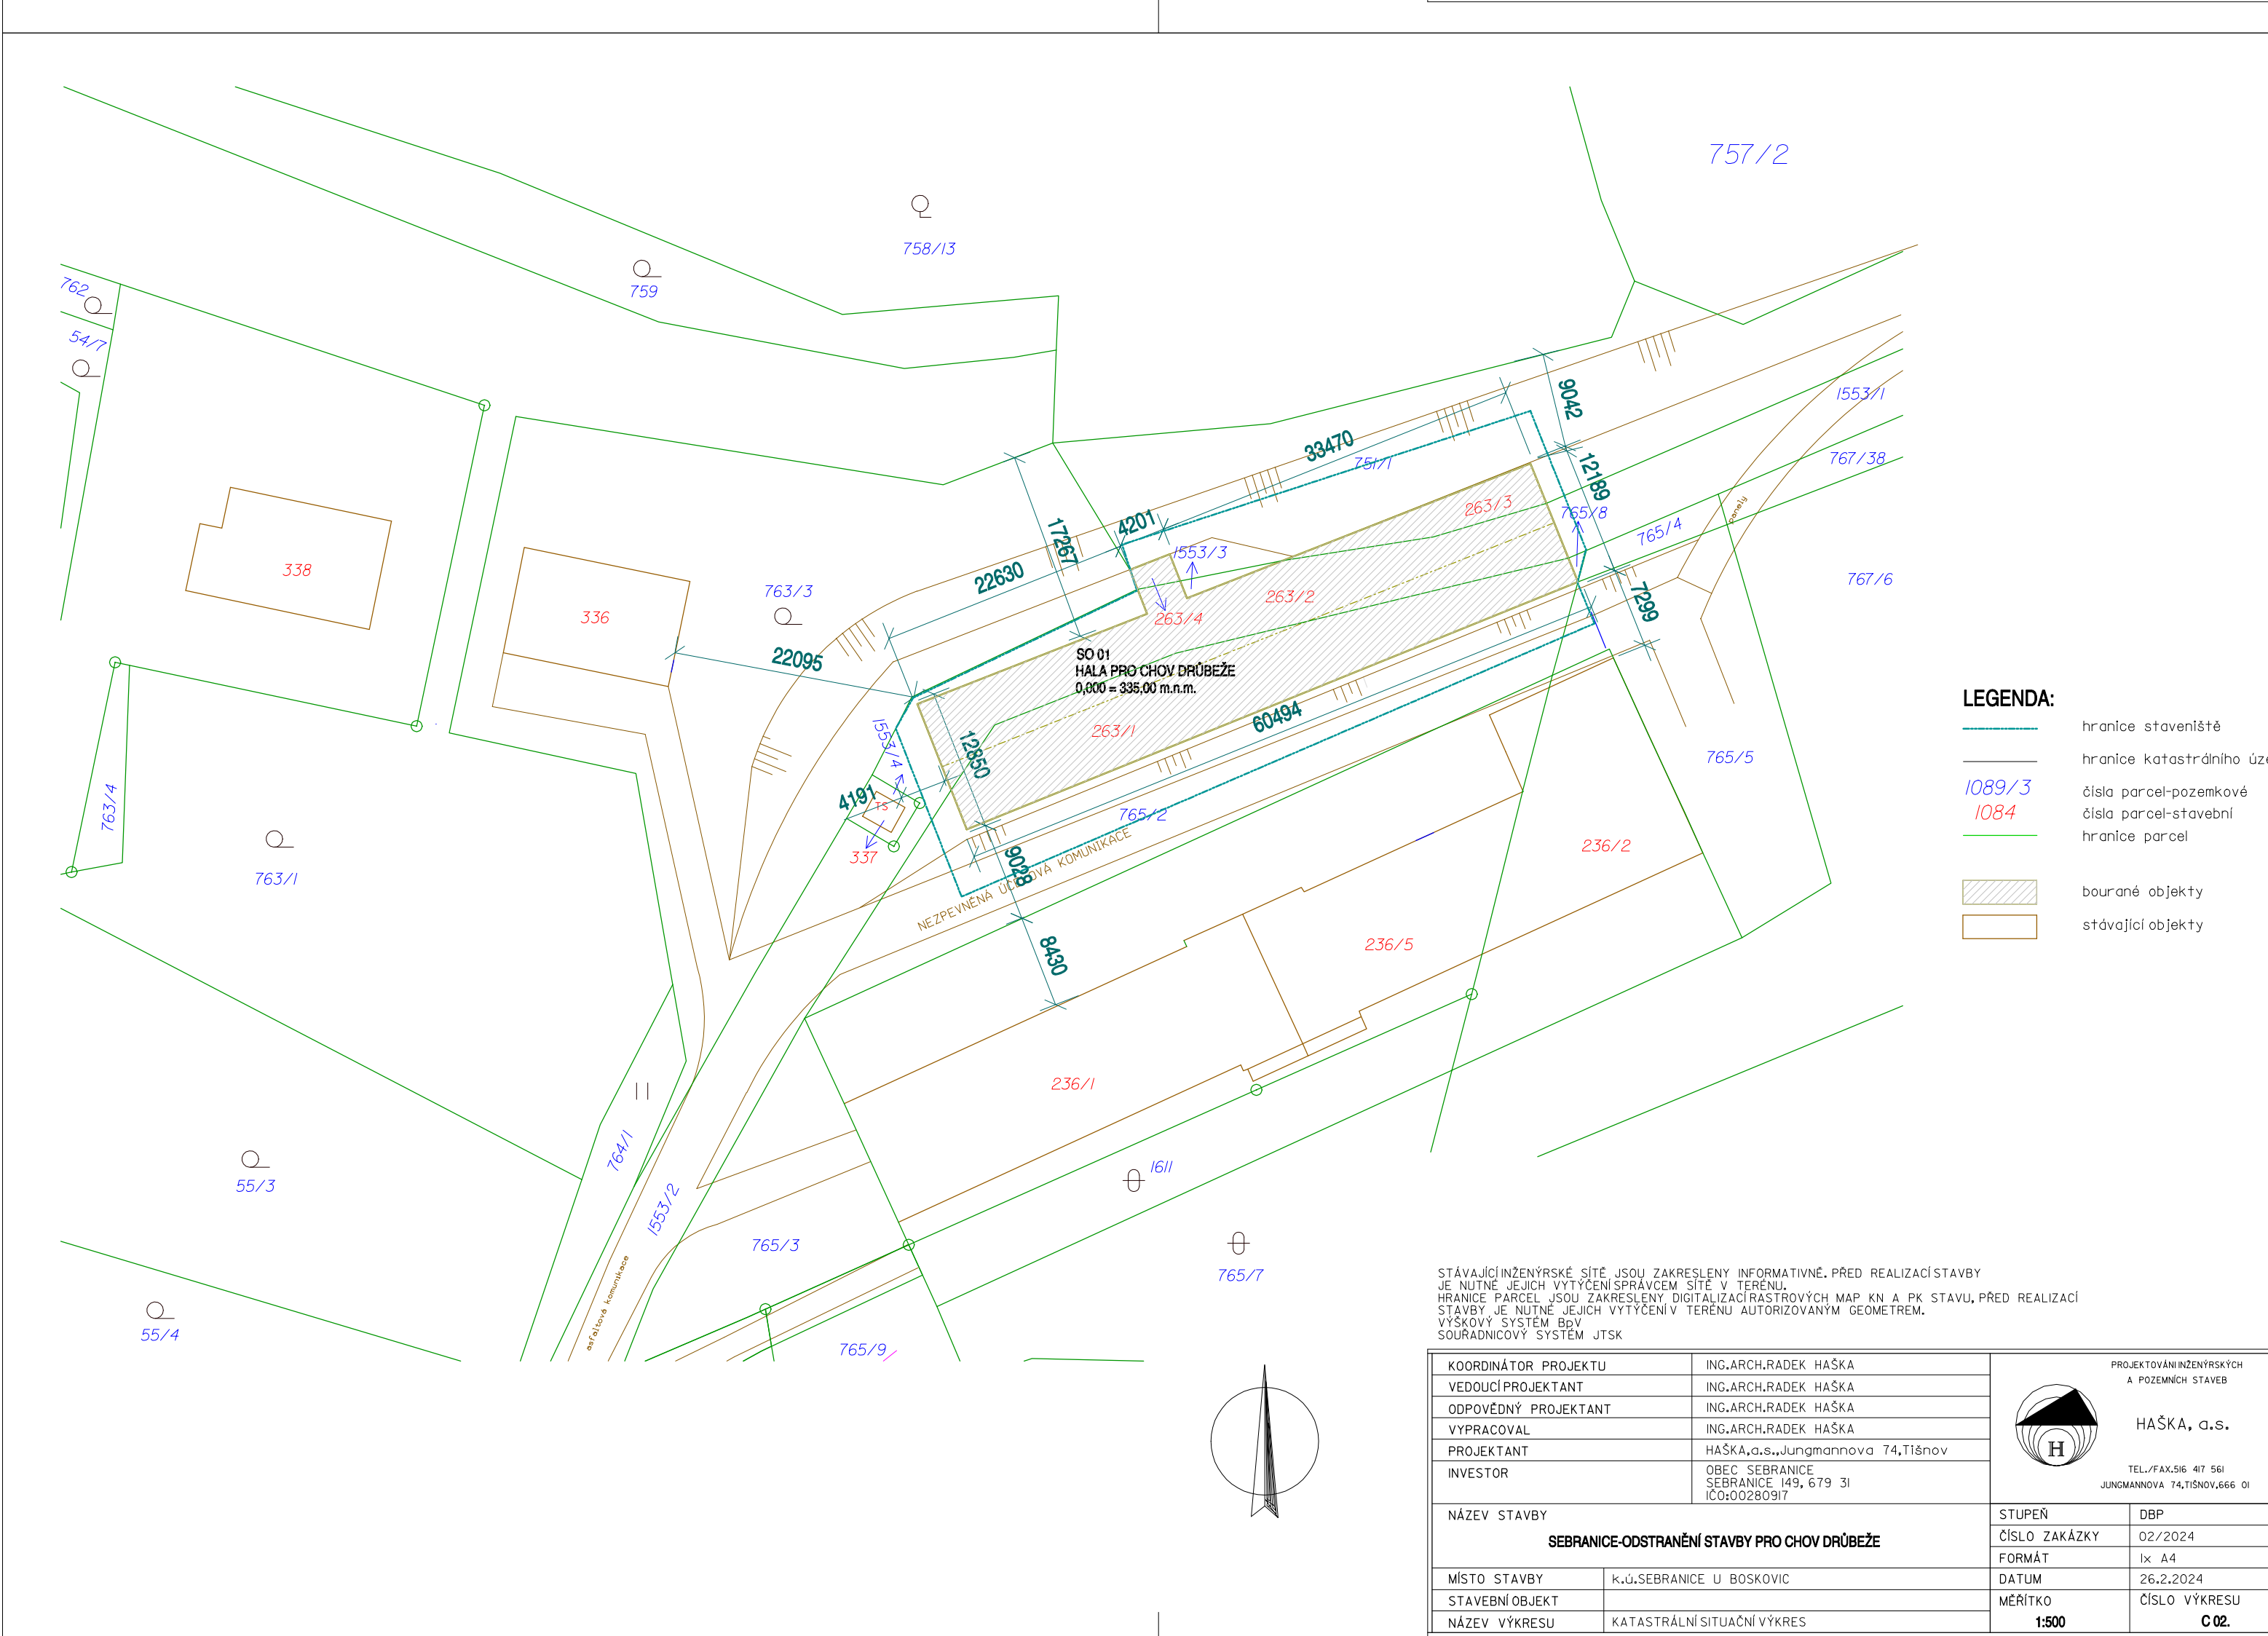 757/2
758/13
759
762
54/7
9042
1553/1
33470
751/1
767/38
12189
263/3
765/8
4201
17267
765/4
panely
1553/3
338
22630
767/6
763/3
263/2
7299
336
263/4
22095
SO 01
HALA PRO CHOV DRŮBEŽE
0,000 = 335,00 m.n.m.
LEGENDA:
hranice staveniště
hranice katastrálního úze
1089/3 čísla parcel-pozemkové
1084 čísla parcel-stavební
hranice parcel
bourané objekty
stávající objekty
60494
1553/4
263/1
12850
765/5
763/4
4191
TS
765/2
337
236/2
9028
NEZPEVNĚNÁ ÚČELOVÁ KOMUNIKACE
763/1
236/5
8430
236/1
764/1
1611
55/3
1553/2
765/3
765/7
asfaltová komunikace
55/4
765/9
STÁVAJÍCÍ INŽENÝRSKÉ SÍTĚ JSOU ZAKRESLENY INFORMATIVNĚ. PŘED REALIZACÍ STAVBY
JE NUTNÉ JEJICH VYTÝČENÍ SPRÁVCEM SÍTĚ V TERÉNU.
HRANICE PARCEL JSOU ZAKRESLENY DIGITALIZACÍ RASTROVÝCH MAP KN A PK STAVU, PŘED REALIZACÍ
STAVBY JE NUTNÉ JEJICH VYTÝČENÍ V TERÉNU AUTORIZOVANÝM GEOMETREM.
VÝŠKOVÝ SYSTÉM BpV
SOUŘADNICOVÝ SYSTÉM JTSK
KOORDINÁTOR PROJEKTU ING.ARCH.RADEK HAŠKA
VEDOUCÍ PROJEKTANT ING.ARCH.RADEK HAŠKA
ODPOVĚDNÝ PROJEKTANT ING.ARCH.RADEK HAŠKA
VYPRACOVAL ING.ARCH.RADEK HAŠKA
PROJEKTANT HAŠKA,a.s.,Jungmannova 74,Tišnov
INVESTOR OBEC SEBRANICE
SEBRANICE 149, 679 31
IČO:00280917
PROJEKTOVÁNI INŽENÝRSKÝCH
A POZEMNÍCH STAVEB
HAŠKA, a.s.
H
TEL./FAX.516 417 561
JUNGMANNOVA 74,TIŠNOV,666 01
NÁZEV STAVBY
SEBRANICE-ODSTRANĚNÍ STAVBY PRO CHOV DRŮBEŽE
STUPEŇ DBP
ČÍSLO ZAKÁZKY 02/2024
FORMÁT 1x A4
MÍSTO STAVBY k.ú.SEBRANICE U BOSKOVIC
DATUM 26.2.2024
STAVEBNÍ OBJEKT
MĚŘÍTKO ČÍSLO VÝKRESU
NÁZEV VÝKRESU KATASTRÁLNÍ SITUAČNÍ VÝKRES
1:500 C 02.